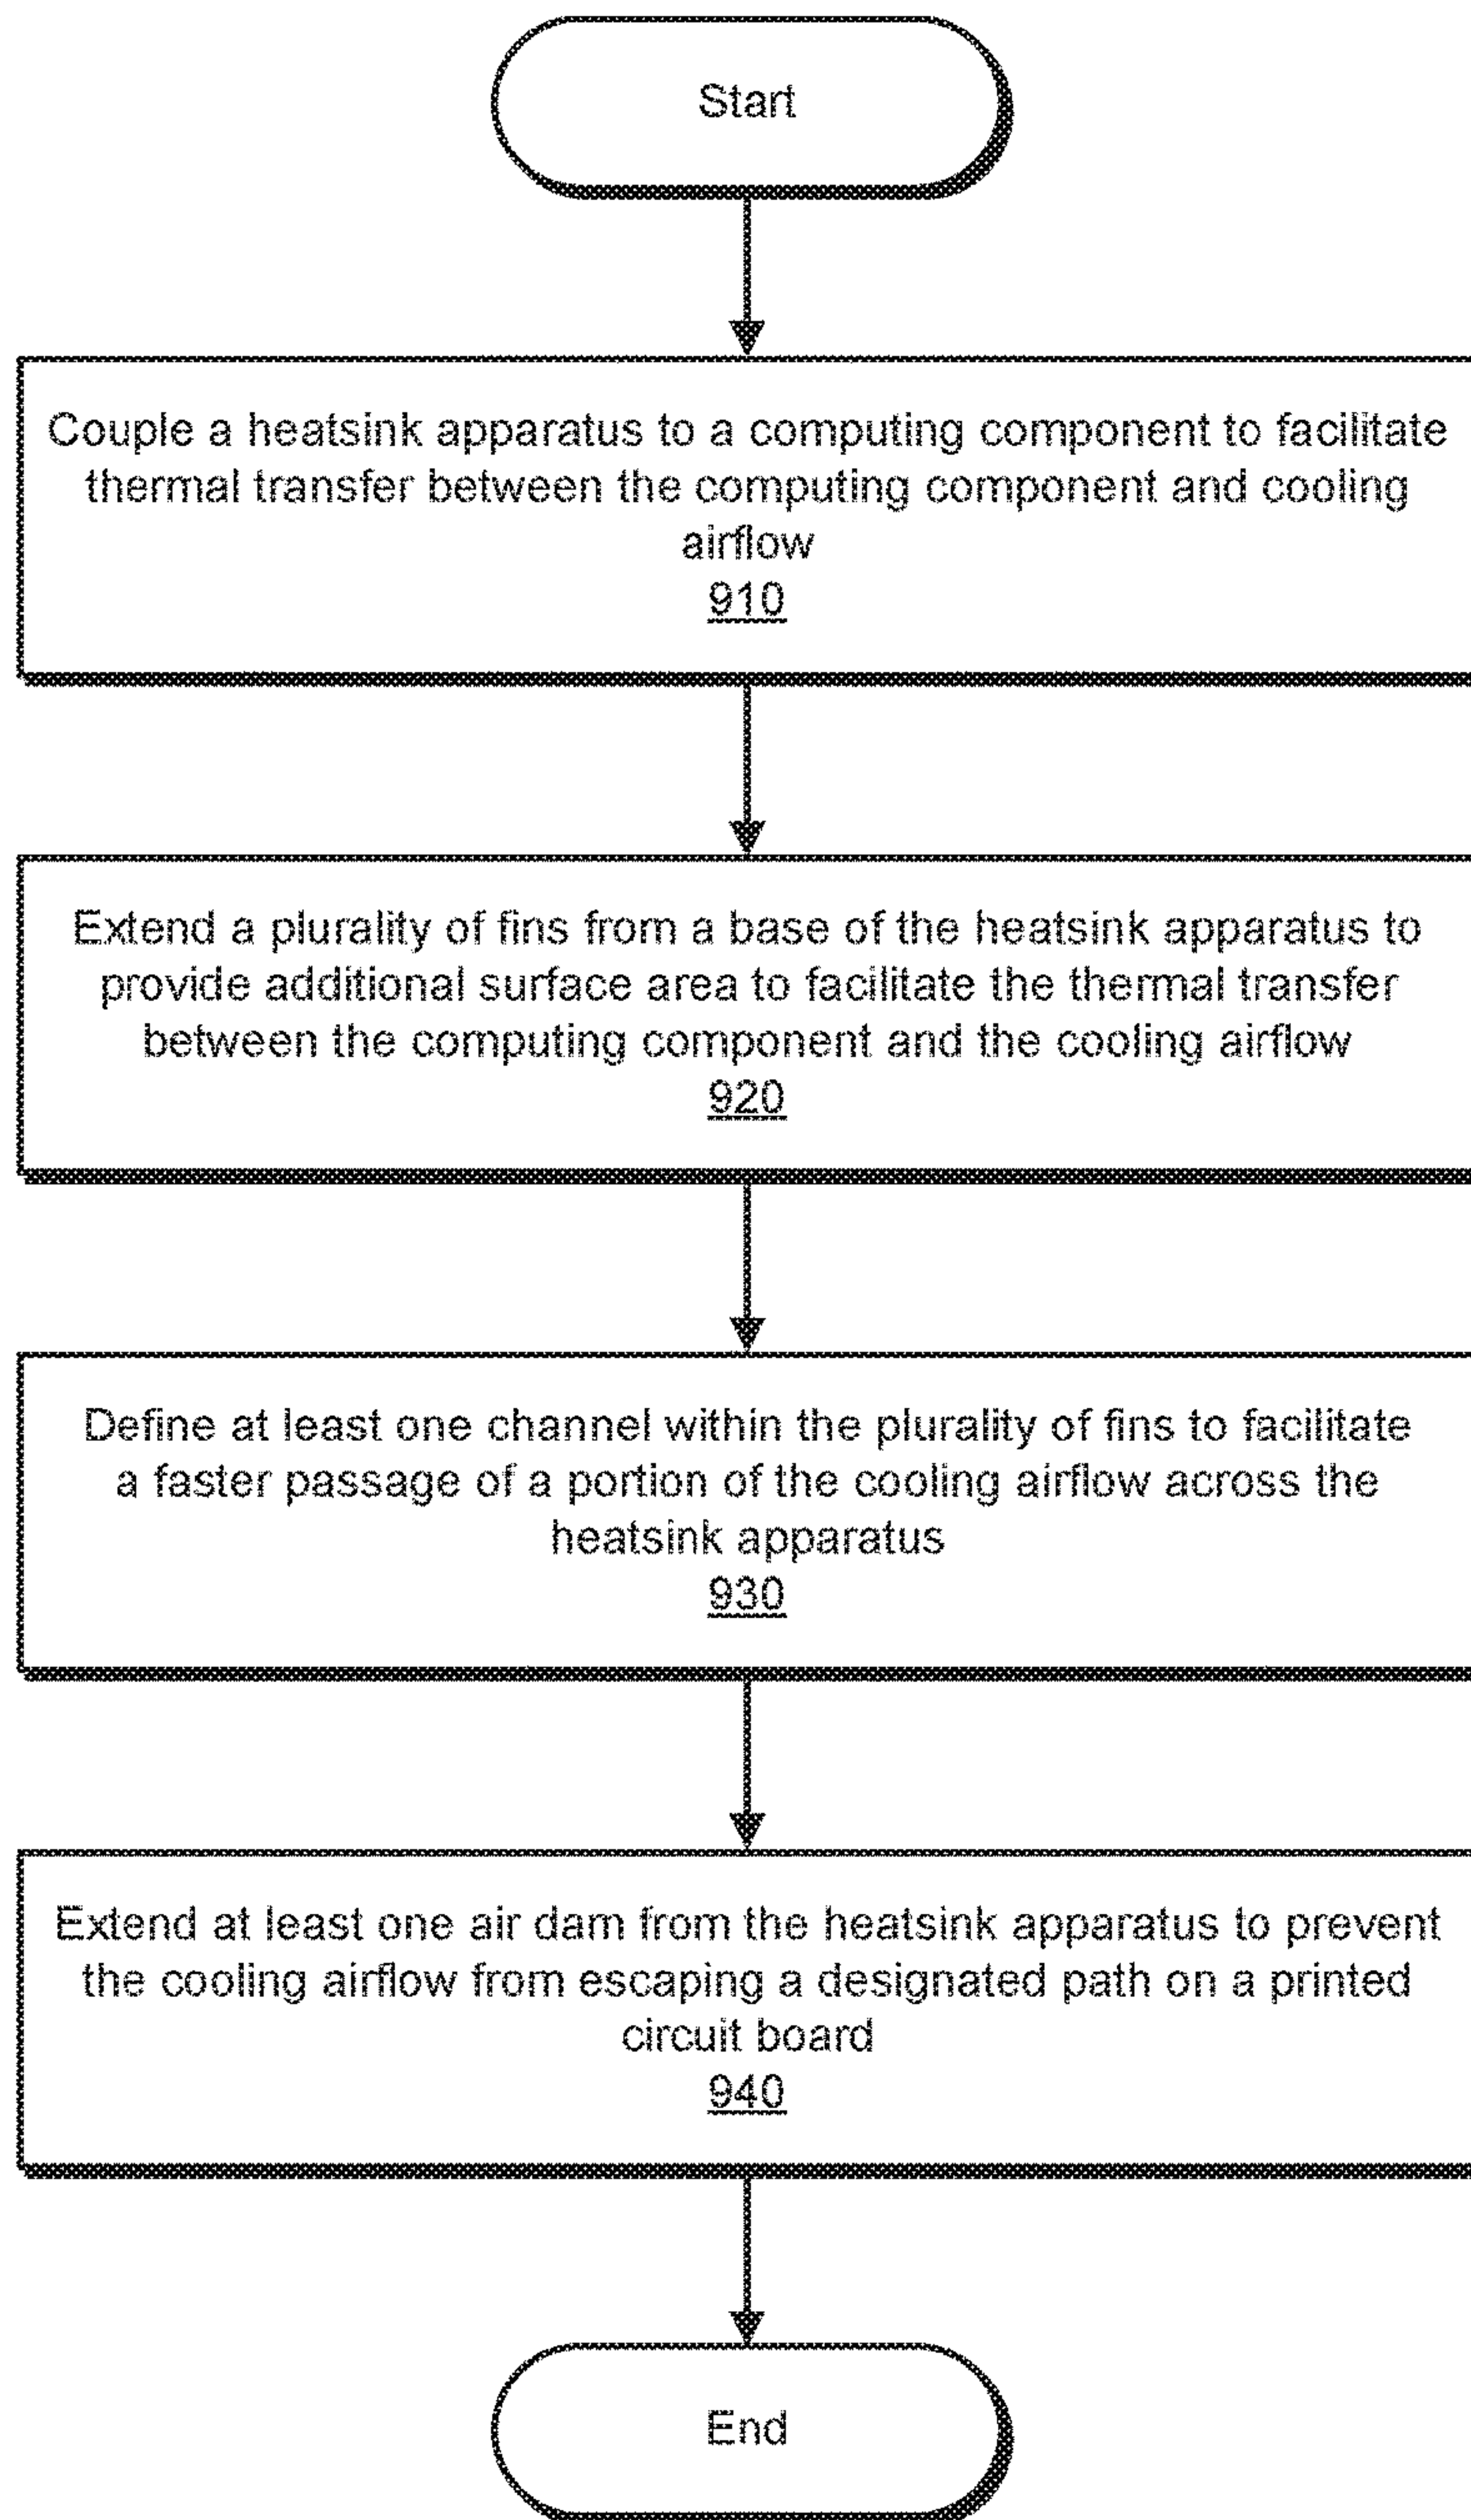 Start
Couple a heatsink apparatus to a computing component to facilitate
thermal transfer between the computing component and cooling
airflow
910
Extend a plurality of fins from a base of the heatsink apparatus to
provide additional surface area to facilitate the thermal transfer
between the computing component and the cooling airflow
920
Define at least one channel within the plurality of fins to facilitate
a faster passage of a portion of the cooling airflow across the
heatsink apparatus
930
Extend at least one air dam from the heatsink apparatus to prevent
the cooling airflow from escaping a designated path on a printed
circuit board
940
End